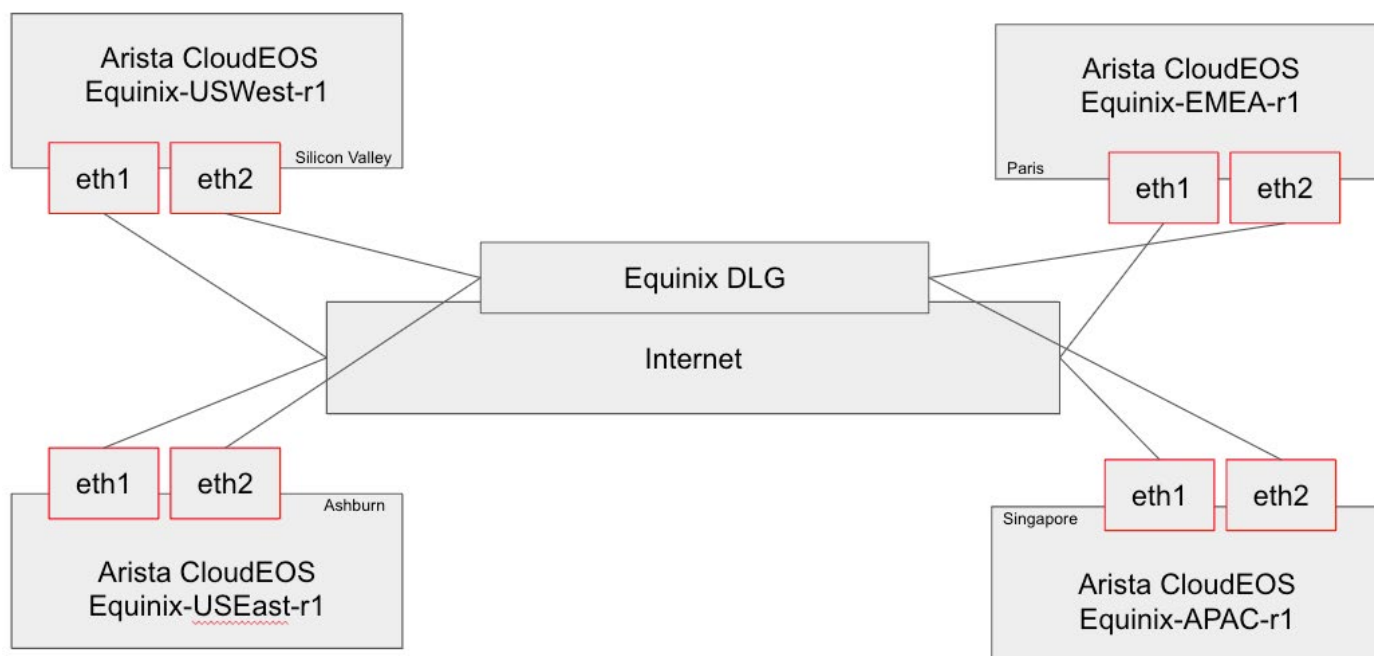 Arista CloudEOS
Equinix-USWest-r1
Silicon Valley
eth1
eth2
Arista CloudEOS
Equinix-EMEA-r1
Paris
eth1
eth2
Equinix DLG
Internet
eth1
eth2
Ashburn
Arista CloudEOS
Equinix-USEast-r1
eth1
eth2
Singapore
Arista CloudEOS
Equinix-APAC-r1